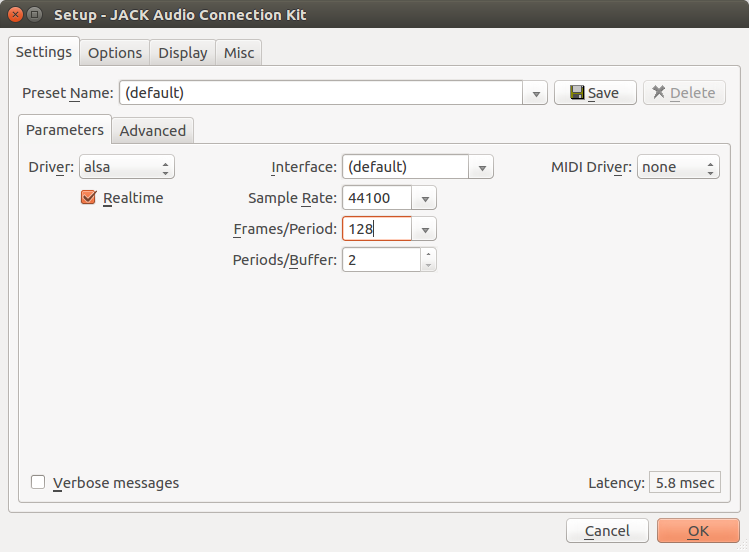 Setup - JACK Audio Connection Kit
Settings Options Display Misc
Preset Name: (default) Save Delete
Parameters Advanced
Driver: alsa Interface: (default) MIDI Driver: none
Realtime Sample Rate: 44100
Frames/Period: 128
Periods/Buffer: 2
Verbose messages Latency: 5.8 msec
Cancel OK